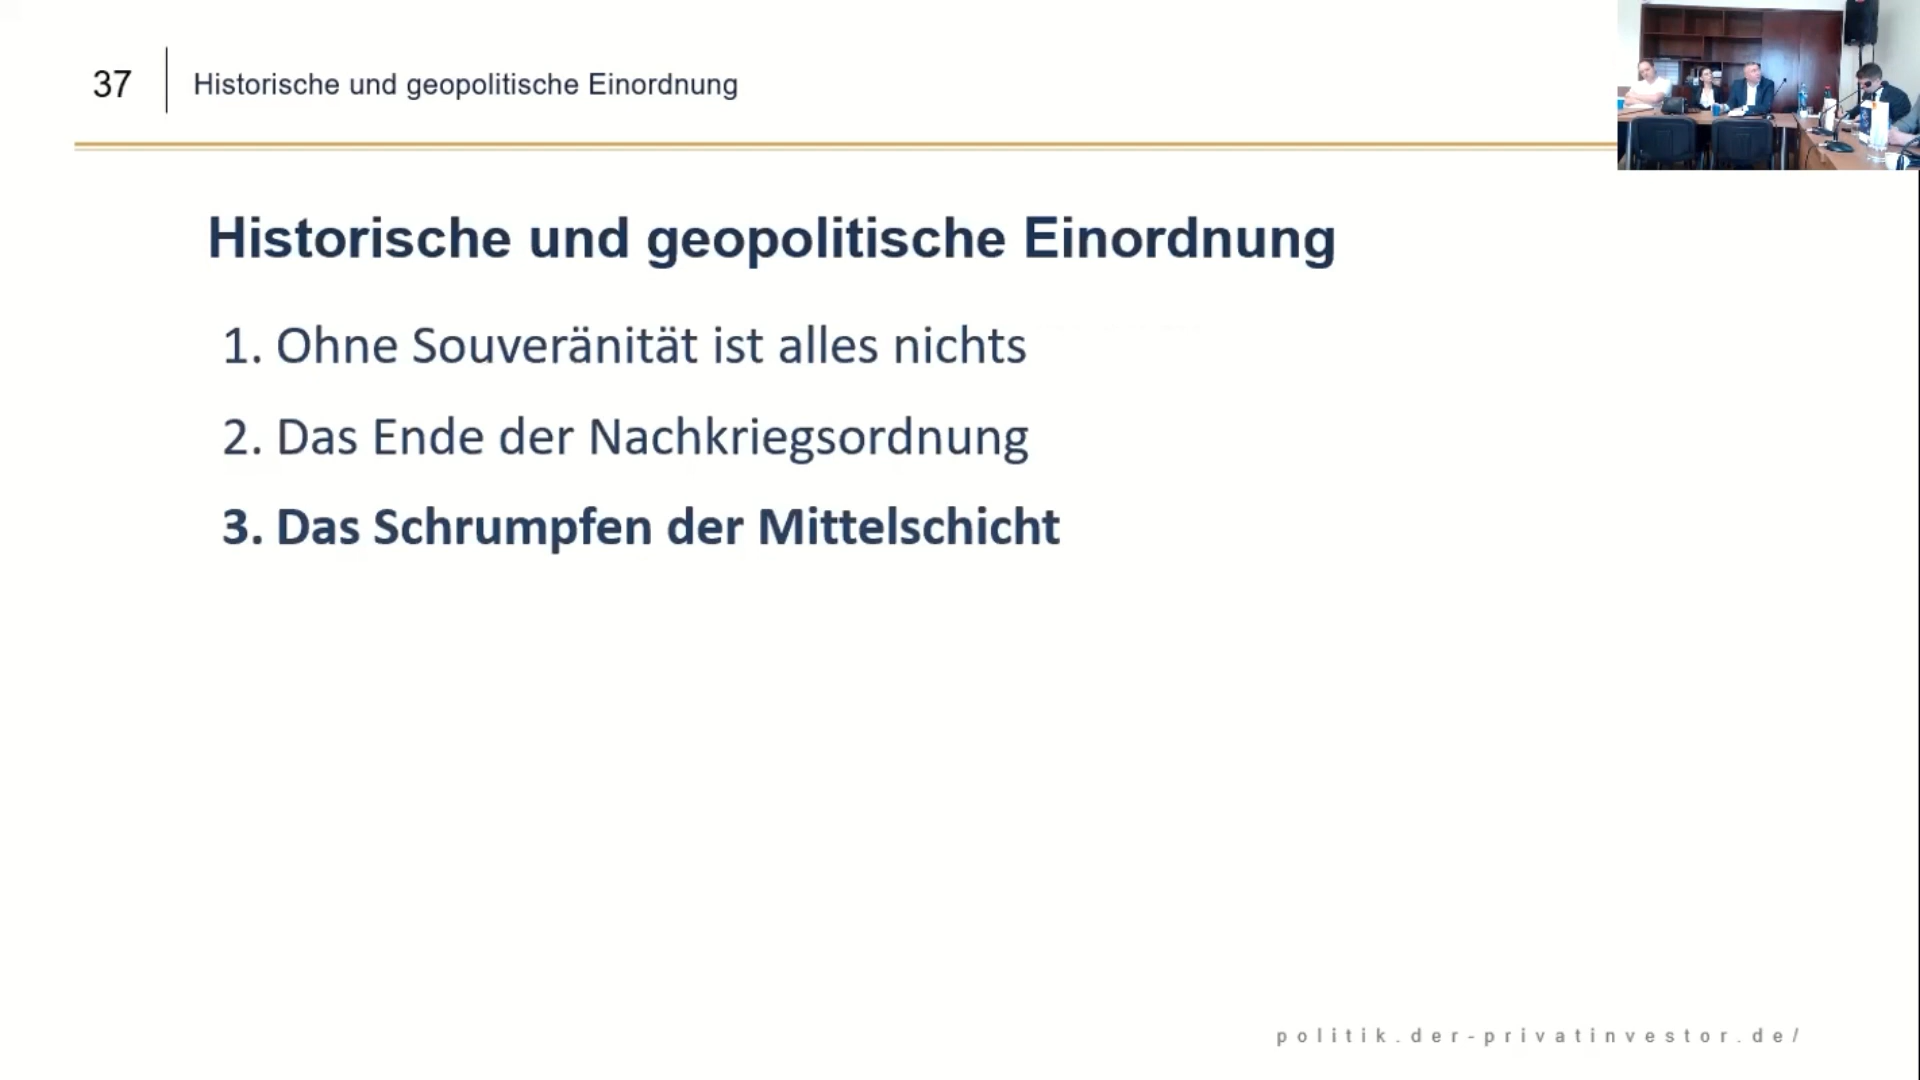 37
Historische und geopolitische Einordnung
Historische und geopolitische Einordnung
1. Ohne Souveränität ist alles nichts
2. Das Ende der Nachkriegsordnung
3. Das Schrumpfen der Mittelschicht
politik.der-privatinvestor.de/